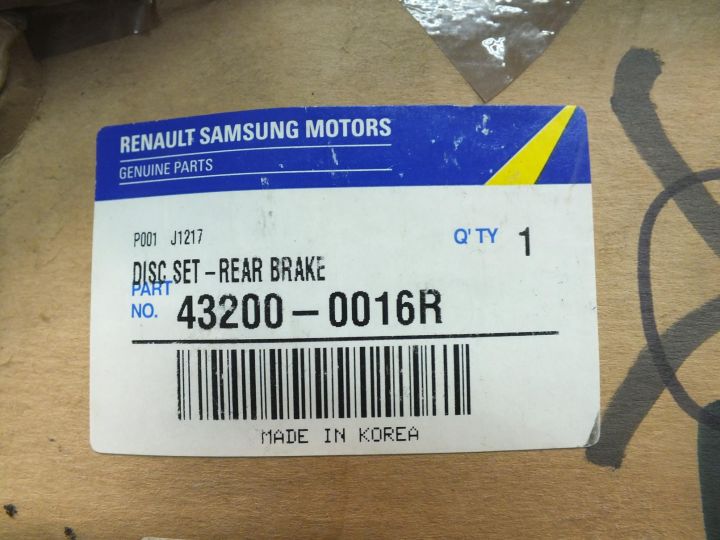 RENAULT SAMSUNG MOTORS
GENUINE PARTS
P001 J1217
Q'TY 1
DISC SET-REAR BRAKE
PART
NO. 43200-0016R
MADE IN KOREA